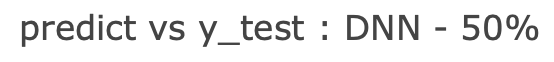 predict vs y_test : DNN - 50%